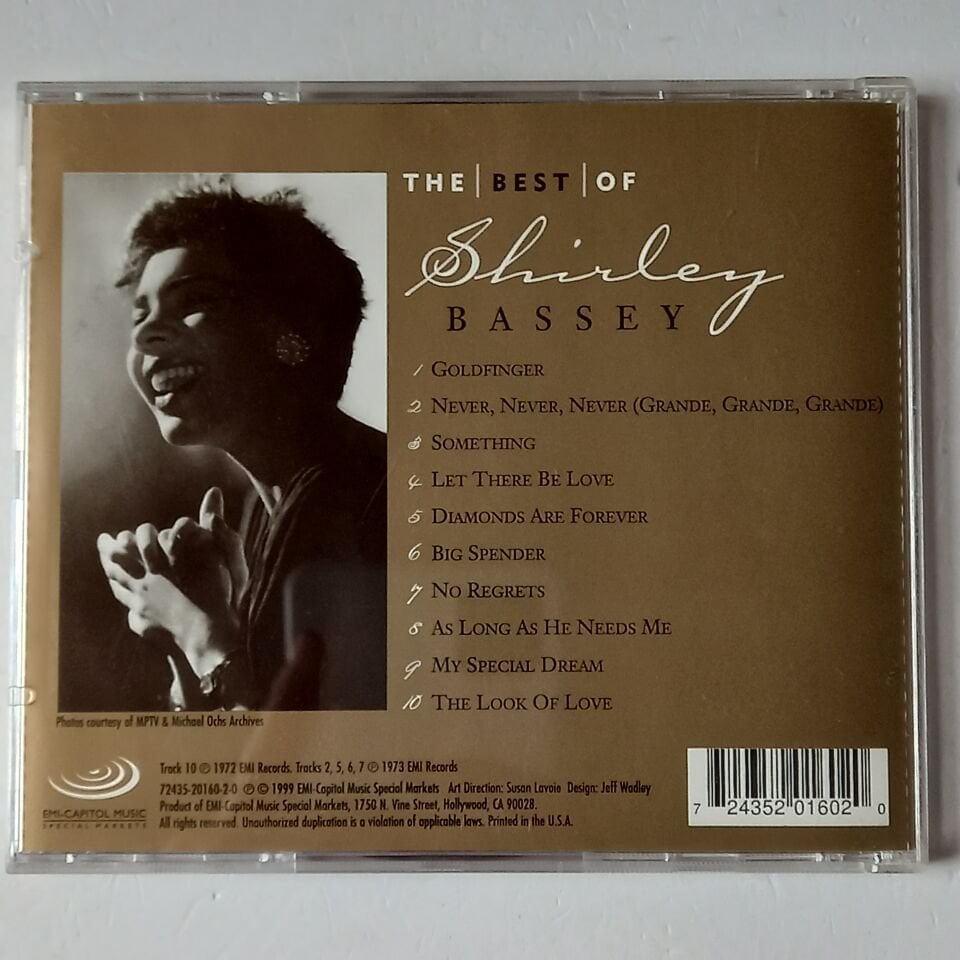 THE | BEST | OF
Shirley
BASSEY
1 GOLDFINGER
2 NEVER, NEVER, NEVER (GRANDE, GRANDE, GRANDE)
3 SOMETHING
4 LET THERE BE LOVE
5 DIAMONDS ARE FOREVER
6 BIG SPENDER
7 NO REGRETS
8 AS LONG AS HE NEEDS ME
9 MY SPECIAL DREAM
10 THE LOOK OF LOVE
Photos courtesy of MPTV & Michael Ochs Archives
Track 10 ℗ 1972 EMI Records. Tracks 2, 5, 6, 7 ℗ 1973 EMI Records
72435-20160-2-0 ℗ © 1999 EMI-Capitol Music Special Markets Art Direction: Susan Lavoie Design: Jeff Wadley
Product of EMI-Capitol Music Special Markets, 1750 N. Vine Street, Hollywood, CA 90028.
All rights reserved. Unauthorized duplication is a violation of applicable laws. Printed in the U.S.A.
EMI-CAPITOL MUSIC
SPECIAL MARKETS
7 24352 01602 0